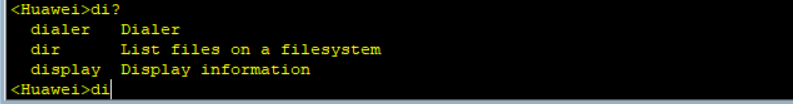 <Huawei>di?
  dialer   Dialer
  dir      List files on a filesystem
  display  Display information
<Huawei>di